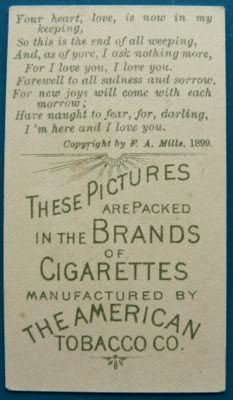 Your heart, love, is now in my
keeping,
So this is the end of all weeping,
And, as of yore, I ask nothing more,
For I love you, I love you.
Farewell to all sadness and sorrow,
For new joys will come with each
morrow;
Have naught to fear, for, darling,
I'm here and I love you.
Copyright by F. A. Mills, 1899.
THESE PICTURES
ARE PACKED
IN THE BRANDS
OF
CIGARETTES
MANUFACTURED BY
THE AMERICAN
TOBACCO CO.